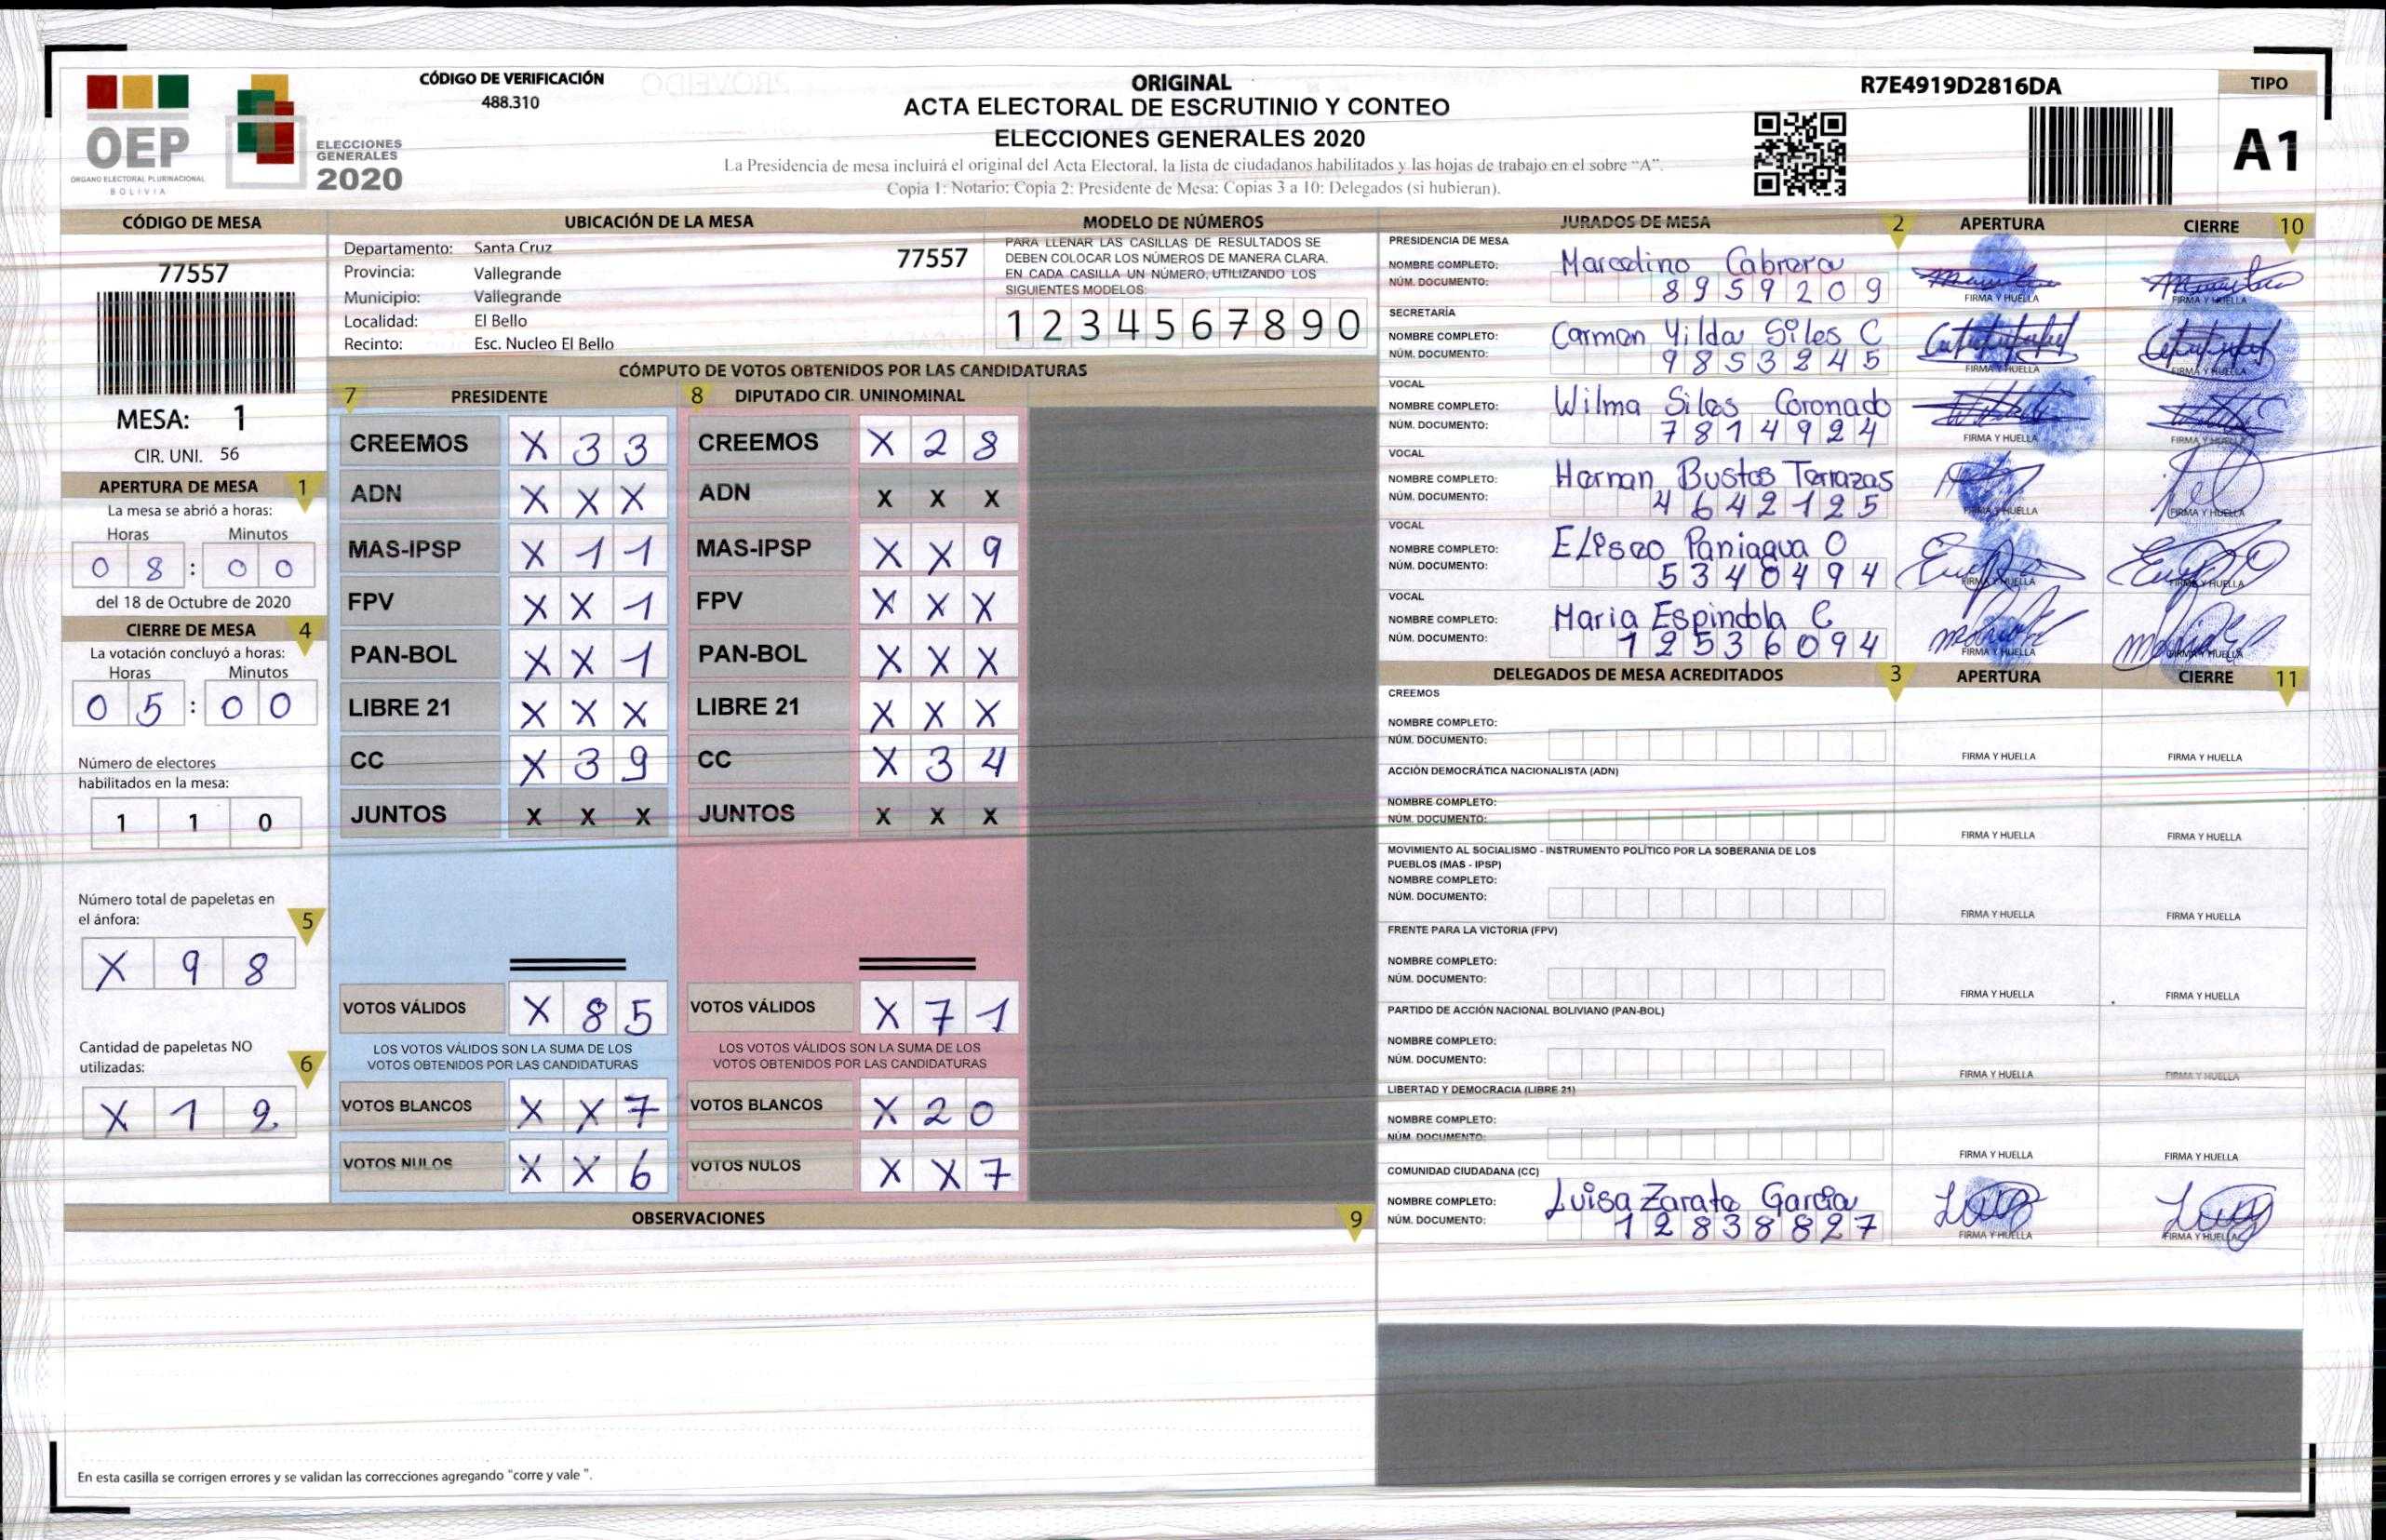 CÓDIGO DE VERIFICACIÓN
488.310
ORIGINAL
ACTA ELECTORAL DE ESCRUTINIO Y CONTEO
ELECCIONES GENERALES 2020
La Presidencia de mesa incluirá el original del Acta Electoral, la lista de ciudadanos habilitados y las hojas de trabajo en el sobre “A”.
Copia 1: Notario: Copia 2: Presidente de Mesa: Copias 3 a 10: Delegados (si hubieran).
R7E4919D2816DA
TIPO
A1
OEP
ÓRGANO ELECTORAL PLURINACIONAL
BOLIVIA
ELECCIONES
GENERALES
2020
CÓDIGO DE MESA
77557
MESA: 1
CIR. UNI. 56
APERTURA DE MESA 1
La mesa se abrió a horas:
Horas Minutos
0 8 : 0 0
del 18 de Octubre de 2020
CIERRE DE MESA 4
La votación concluyó a horas:
Horas Minutos
0 5 : 0 0
Número de electores
habilitados en la mesa:
1 1 0
Número total de papeletas en
el ánfora: 5
X 9 8
Cantidad de papeletas NO
utilizadas: 6
X 1 2
UBICACIÓN DE LA MESA
Departamento: Santa Cruz 77557
Provincia: Vallegrande
Municipio: Vallegrande
Localidad: El Bello
Recinto: Esc. Nucleo El Bello
MODELO DE NÚMEROS
PARA LLENAR LAS CASILLAS DE RESULTADOS SE
DEBEN COLOCAR LOS NÚMEROS DE MANERA CLARA.
EN CADA CASILLA UN NÚMERO, UTILIZANDO LOS
SIGUIENTES MODELOS:
1 2 3 4 5 6 7 8 9 0
CÓMPUTO DE VOTOS OBTENIDOS POR LAS CANDIDATURAS
7 PRESIDENTE
CREEMOS X 3 3
ADN X X X
MAS-IPSP X 1 1
FPV X X 1
PAN-BOL X X 1
LIBRE 21 X X X
CC X 3 9
JUNTOS X X X
VOTOS VÁLIDOS X 8 5
LOS VOTOS VÁLIDOS SON LA SUMA DE LOS
VOTOS OBTENIDOS POR LAS CANDIDATURAS
VOTOS BLANCOS X X 7
VOTOS NULOS X X 6
8 DIPUTADO CIR. UNINOMINAL
CREEMOS X 2 8
ADN X X X
MAS-IPSP X X 9
FPV X X X
PAN-BOL X X X
LIBRE 21 X X X
CC X 3 4
JUNTOS X X X
VOTOS VÁLIDOS X 7 1
LOS VOTOS VÁLIDOS SON LA SUMA DE LOS
VOTOS OBTENIDOS POR LAS CANDIDATURAS
VOTOS BLANCOS X 2 0
VOTOS NULOS X X 7
OBSERVACIONES 9
En esta casilla se corrigen errores y se validan las correcciones agregando "corre y vale ".
JURADOS DE MESA 2 APERTURA CIERRE 10
PRESIDENCIA DE MESA
NOMBRE COMPLETO: Marcelino Cabrera
NÚM. DOCUMENTO: 8959209
FIRMA Y HUELLA FIRMA Y HUELLA
SECRETARÍA
NOMBRE COMPLETO: Carmen Yilda Siles C
NÚM. DOCUMENTO: 9853245
FIRMA Y HUELLA FIRMA Y HUELLA
VOCAL
NOMBRE COMPLETO: Wilma Siles Coronado
NÚM. DOCUMENTO: 7814924
FIRMA Y HUELLA FIRMA Y HUELLA
VOCAL
NOMBRE COMPLETO: Hernan Bustos Terrazas
NÚM. DOCUMENTO: 4642125
FIRMA Y HUELLA FIRMA Y HUELLA
VOCAL
NOMBRE COMPLETO: Eliseo Paniagua O
NÚM. DOCUMENTO: 5340494
FIRMA Y HUELLA FIRMA Y HUELLA
VOCAL
NOMBRE COMPLETO: Maria Espindola C
NÚM. DOCUMENTO: 12536094
FIRMA Y HUELLA FIRMA Y HUELLA
DELEGADOS DE MESA ACREDITADOS 3 APERTURA CIERRE 11
CREEMOS
NOMBRE COMPLETO:
NÚM. DOCUMENTO:
FIRMA Y HUELLA FIRMA Y HUELLA
ACCIÓN DEMOCRÁTICA NACIONALISTA (ADN)
NOMBRE COMPLETO:
NÚM. DOCUMENTO:
FIRMA Y HUELLA FIRMA Y HUELLA
MOVIMIENTO AL SOCIALISMO - INSTRUMENTO POLÍTICO POR LA SOBERANIA DE LOS
PUEBLOS (MAS - IPSP)
NOMBRE COMPLETO:
NÚM. DOCUMENTO:
FIRMA Y HUELLA FIRMA Y HUELLA
FRENTE PARA LA VICTORIA (FPV)
NOMBRE COMPLETO:
NÚM. DOCUMENTO:
FIRMA Y HUELLA FIRMA Y HUELLA
PARTIDO DE ACCIÓN NACIONAL BOLIVIANO (PAN-BOL)
NOMBRE COMPLETO:
NÚM. DOCUMENTO:
FIRMA Y HUELLA FIRMA Y HUELLA
LIBERTAD Y DEMOCRACIA (LIBRE 21)
NOMBRE COMPLETO:
NÚM. DOCUMENTO:
FIRMA Y HUELLA FIRMA Y HUELLA
COMUNIDAD CIUDADANA (CC)
NOMBRE COMPLETO: Luisa Zarate Garcia
NÚM. DOCUMENTO: 12838827
FIRMA Y HUELLA FIRMA Y HUELLA